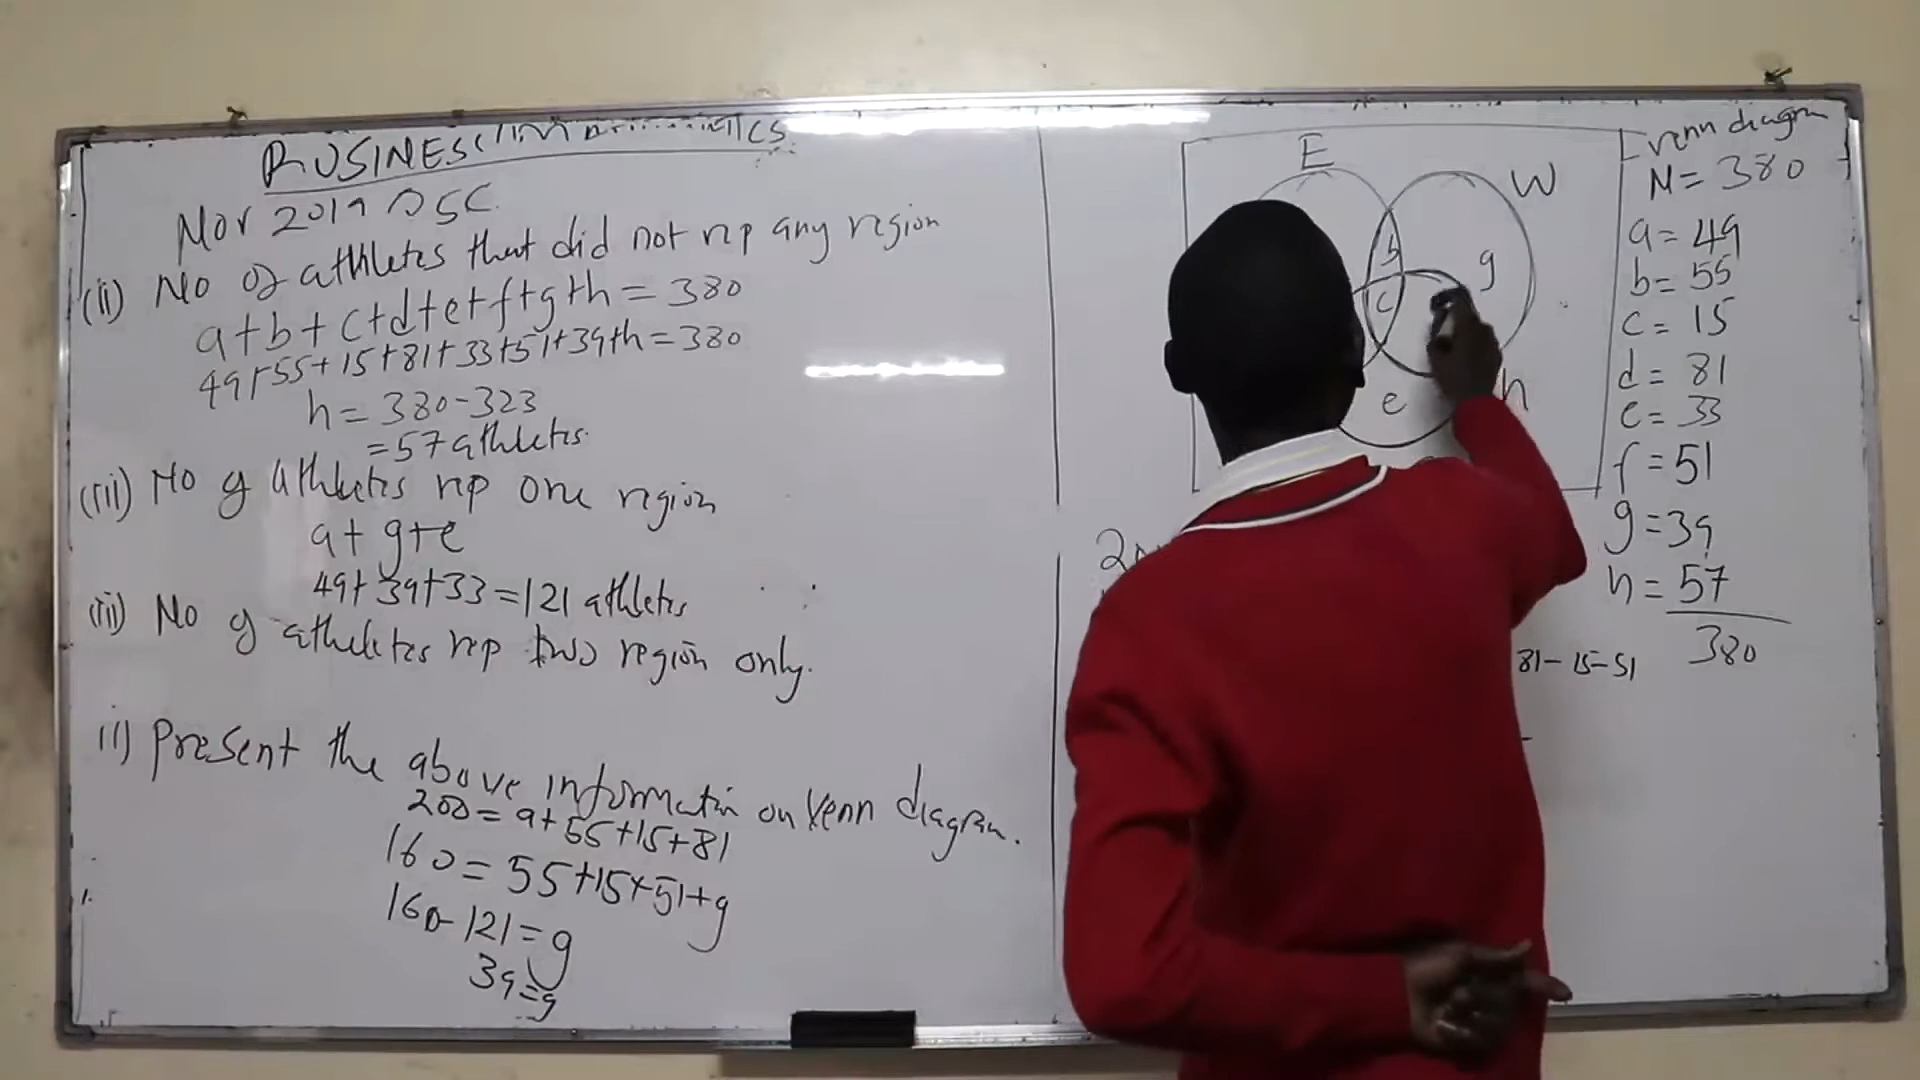 BUSINESS
Nov 2019 DSC
(ii) No of athletes that did not rep any region
a+b+c+d+e+f+g+h=380
49+55+15+81+33+51+39+h=380
h=380-323
=57 athletes.
(iii) No of athletes rep one region
a+g+e
49+39+33=121 athletes
(iii) No of atheletes rep two region only.
ii) Present the above information on Venn diagram.
200=a+55+15+81
160=55+15+51+g
160-121=g
39=g
E
W
b
g
c
e
h
20
81-15=51
Venn diagram
N=380
a=49
b=55
c=15
d=81
e=33
f=51
g=39
h=57
380